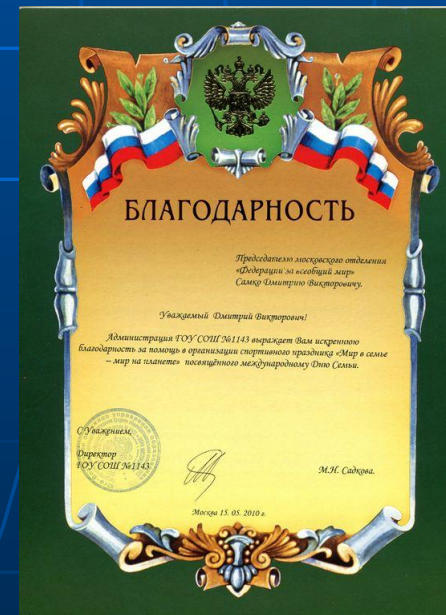 БЛАГОДАРНОСТЬ
Председателю московского отделения
«Федерации за всеобщий мир»
Самко Дмитрию Викторовичу.
Уважаемый Дмитрий Викторович!
Администрация ГОУ СОШ №1143 выражает Вам искреннюю
благодарность за помощь в организации спортивного праздника «Мир в семье
– мир на планете» посвящённого международному Дню Семьи.
С Уважением,
Директор
ГОУ СОШ №1143
М.Н. Садкова.
Москва 15. 05. 2010 г.